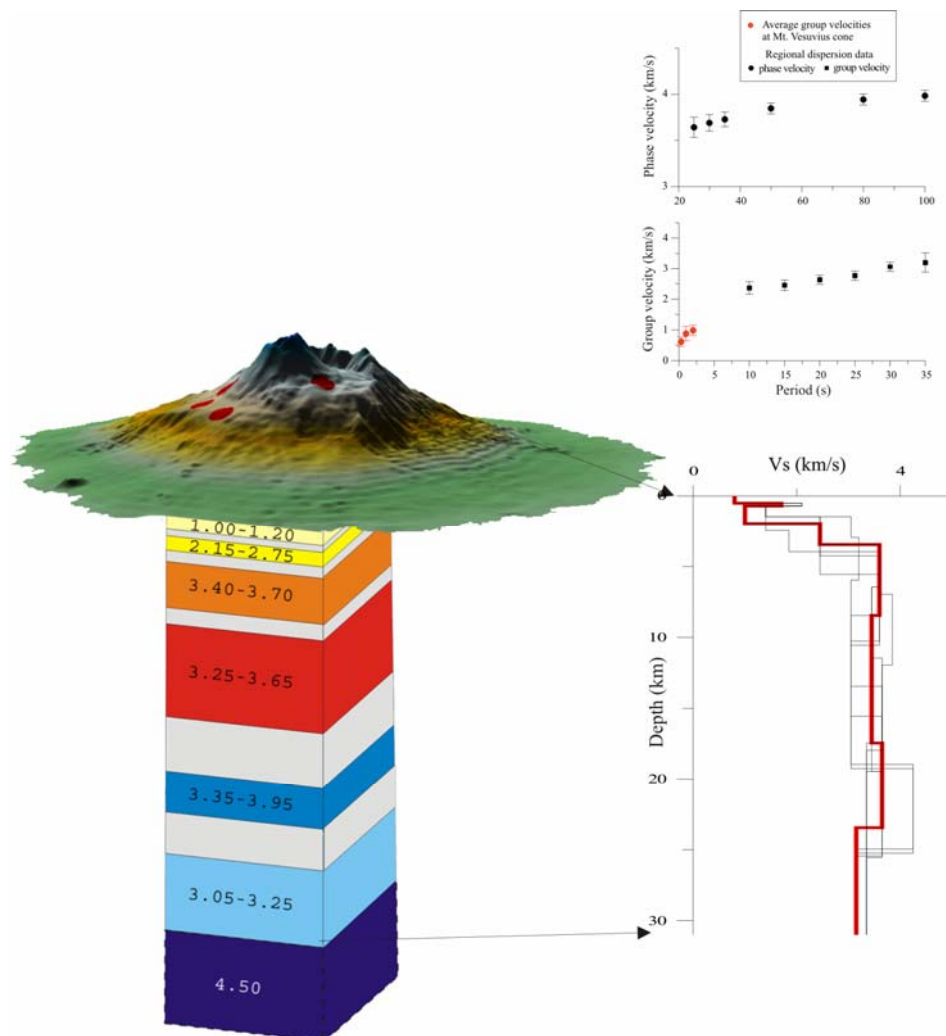 Average group velocities
at Mt. Vesuvius cone
Regional dispersion data
phase velocity group velocity
Phase velocity (km/s)
4
3
20 40 60 80 100
Group velocity (km/s)
4
3
2
1
0
0 5 10 15 20 25 30 35
Period (s)
0 4
Vs (km/s)
0
10
20
30
Depth (km)
1.00-1.20
2.15-2.75
3.40-3.70
3.25-3.65
3.35-3.95
3.05-3.25
4.50